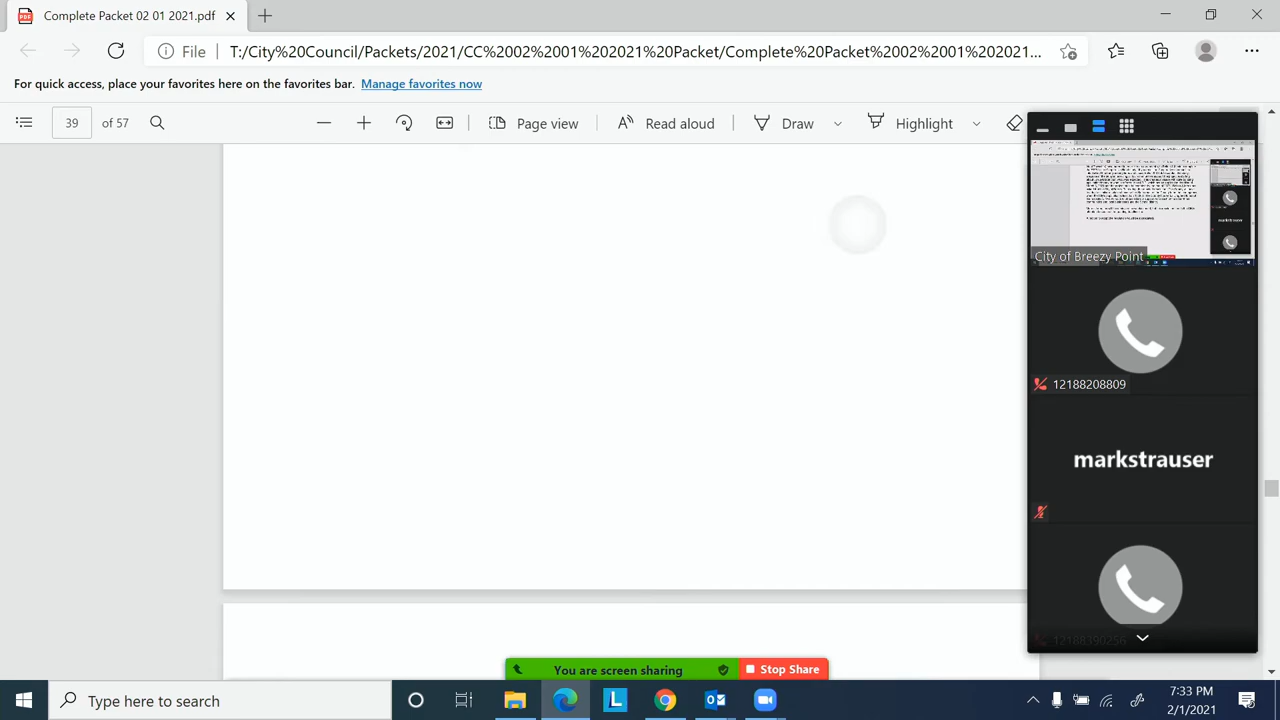 Complete Packet 02 01 2021.pdf
File
T:/City%20Council/Packets/2021/CC%2002%2001%202021%20Packet/Complete%20Packet%2002%2001%202021...
For quick access, place your favorites here on the favorites bar.
Manage favorites now
39
of 57
Page view
Read aloud
Draw
Highlight
City of Breezy Point
12188208809
markstrauser
12188390256
You are screen sharing
Stop Share
Type here to search
7:33 PM
2/1/2021